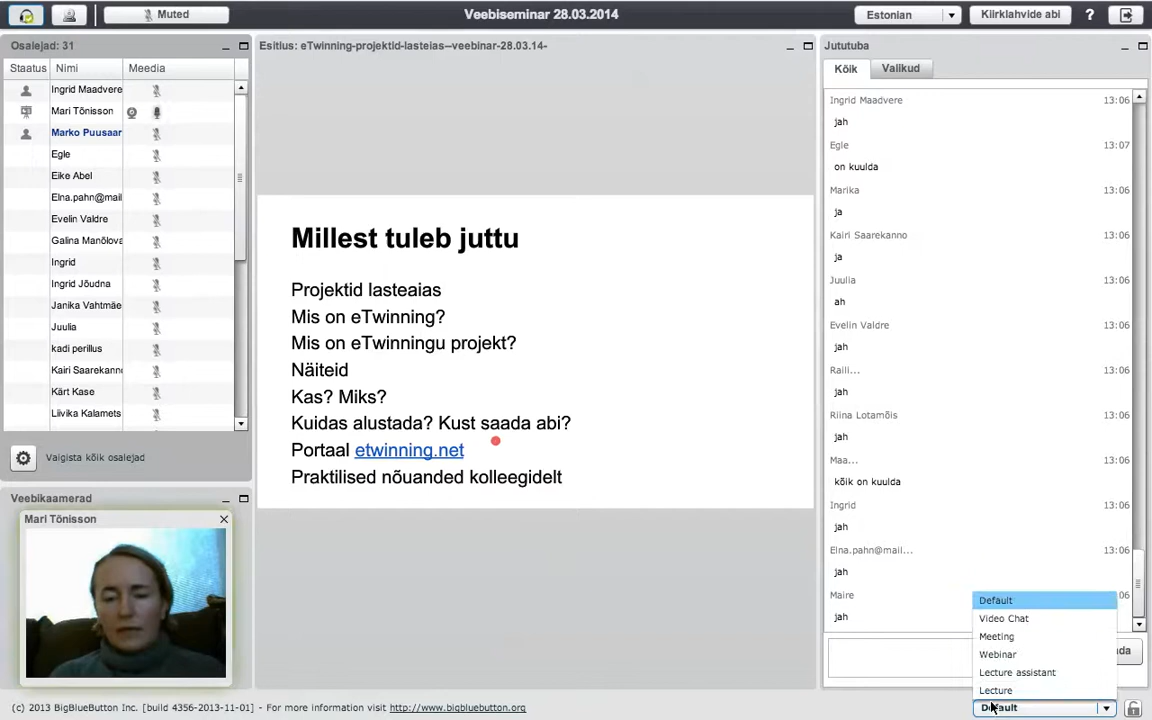 Muted
Veebiseminar 28.03.2014
Estonian
Kiirklahvide abi
?
Osalejad: 31
Staatus
Nimi
Meedia
Ingrid Maadvere
Mari Tõnisson
Marko Puusaar
Egle
Eike Abel
Elna.pahn@mail
Evelin Valdre
Galina Manõlova
Ingrid
Ingrid Jõudna
Janika Vahtmäe
Juulia
kadi perillus
Kairi Saarekanno
Kärt Kase
Liivika Kalamets
Vaigista kõik osalejad
Veebikaamerad
Mari Tõnisson
Esitlus: eTwinning-projektid-lasteias--veebinar-28.03.14-
Millest tuleb juttu
Projektid lasteaias
Mis on eTwinning?
Mis on eTwinningu projekt?
Näiteid
Kas? Miks?
Kuidas alustada? Kust saada abi?
Portaal etwinning.net
Praktilised nõuanded kolleegidelt
Jututuba
Kõik
Valikud
Ingrid Maadvere 13:06
jah
Egle 13:07
on kuulda
Marika 13:06
ja
Kairi Saarekanno 13:06
ja
Juulia 13:06
ah
Evelin Valdre 13:06
jah
Raili... 13:06
jah
Riina Lotamõis 13:06
jah
Maa... 13:06
kõik on kuulda
Ingrid 13:06
jah
Elna.pahn@mail... 13:06
jah
Maire :06
jah
Default
Video Chat
Meeting
Webinar
Lecture assistant
Lecture
Default
(c) 2013 BigBlueButton Inc. [build 4356-2013-11-01] - For more information visit http://www.bigbluebutton.org